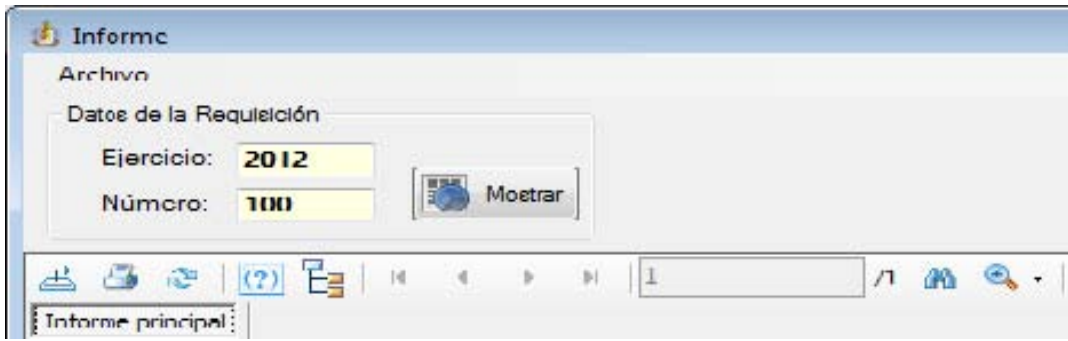 Informe
Archivo
Datos de la Requisición
Ejercicio: 2012
Número: 100
Mostrar
(?) 1 /1
Informe principal